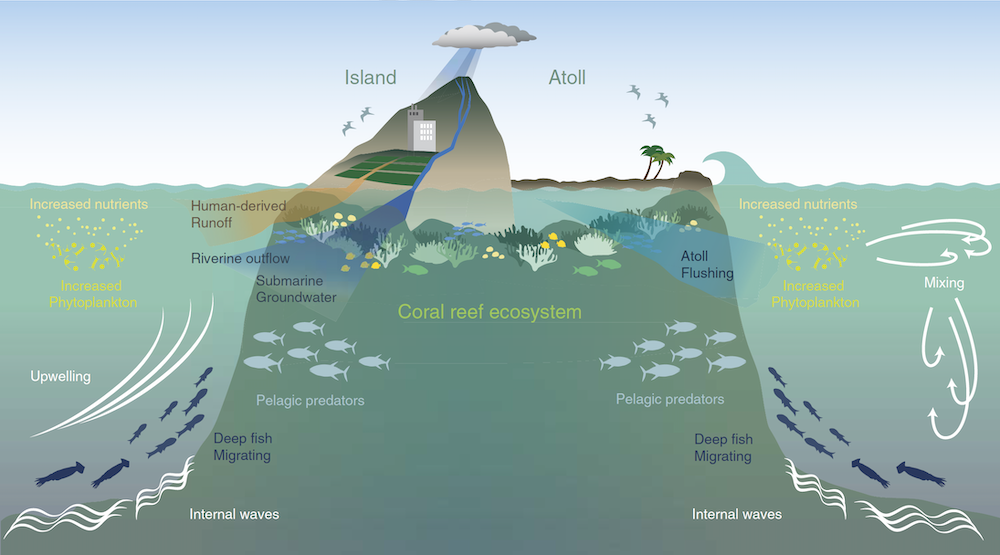 Island
Atoll
Increased nutrients
Human-derived
Runoff
Increased nutrients
Riverine outflow
Atoll
Flushing
Submarine
Groundwater
Increased
Phytoplankton
Increased
Phytoplankton
Mixing
Coral reef ecosystem
Upwelling
Pelagic predators
Pelagic predators
Deep fish
Migrating
Deep fish
Migrating
Internal waves
Internal waves